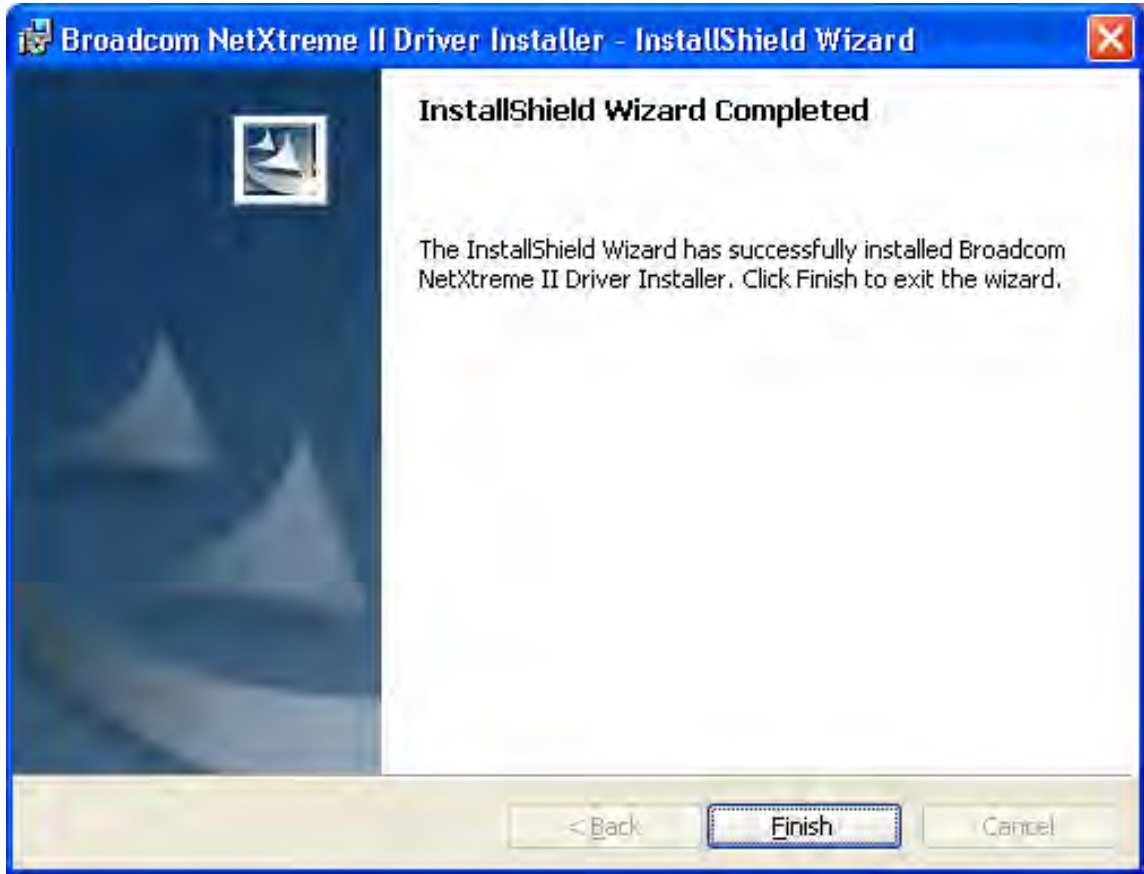 Broadcom NetXtreme II Driver Installer - InstallShield Wizard
InstallShield Wizard Completed
The InstallShield Wizard has successfully installed Broadcom
NetXtreme II Driver Installer. Click Finish to exit the wizard.
< Back
Finish
Cancel